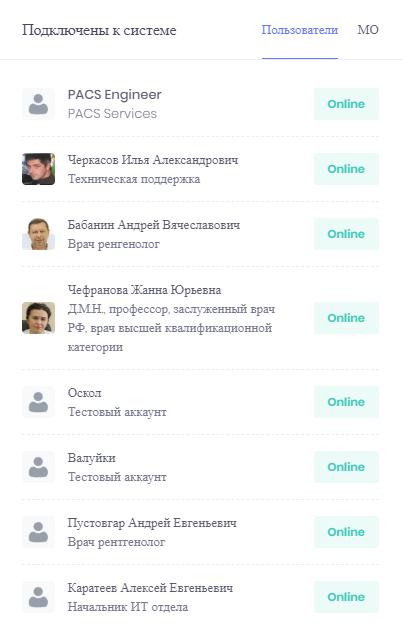 Подключены к системе
Пользователи
МО
PACS Engineer
PACS Services
Online
Черкасов Илья Александрович
Техническая поддержка
Online
Бабанин Андрей Вячеславович
Врач ренгенолог
Online
Чефранова Жанна Юрьевна
Д.М.Н., профессор, заслуженный врач
РФ, врач высшей квалификационной
категории
Online
Оскол
Тестовый аккаунт
Online
Валуйки
Тестовый аккаунт
Online
Пустовгар Андрей Евгеньевич
Врач рентгенолог
Online
Каратеев Алексей Евгеньевич
Начальник ИТ отдела
Online